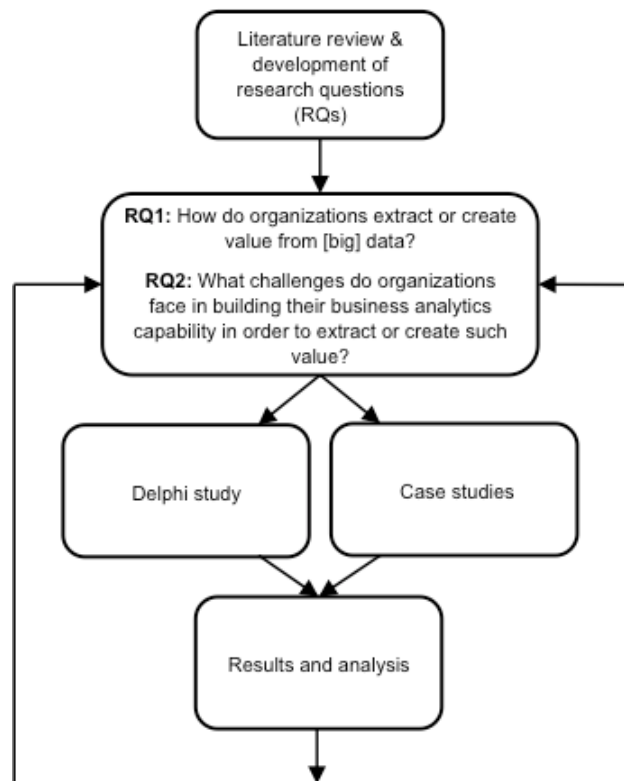 Literature review &
development of
research questions
(RQs)
RQ1: How do organizations extract or create
value from [big] data?
RQ2: What challenges do organizations
face in building their business analytics
capability in order to extract or create such
value?
Delphi study
Case studies
Results and analysis